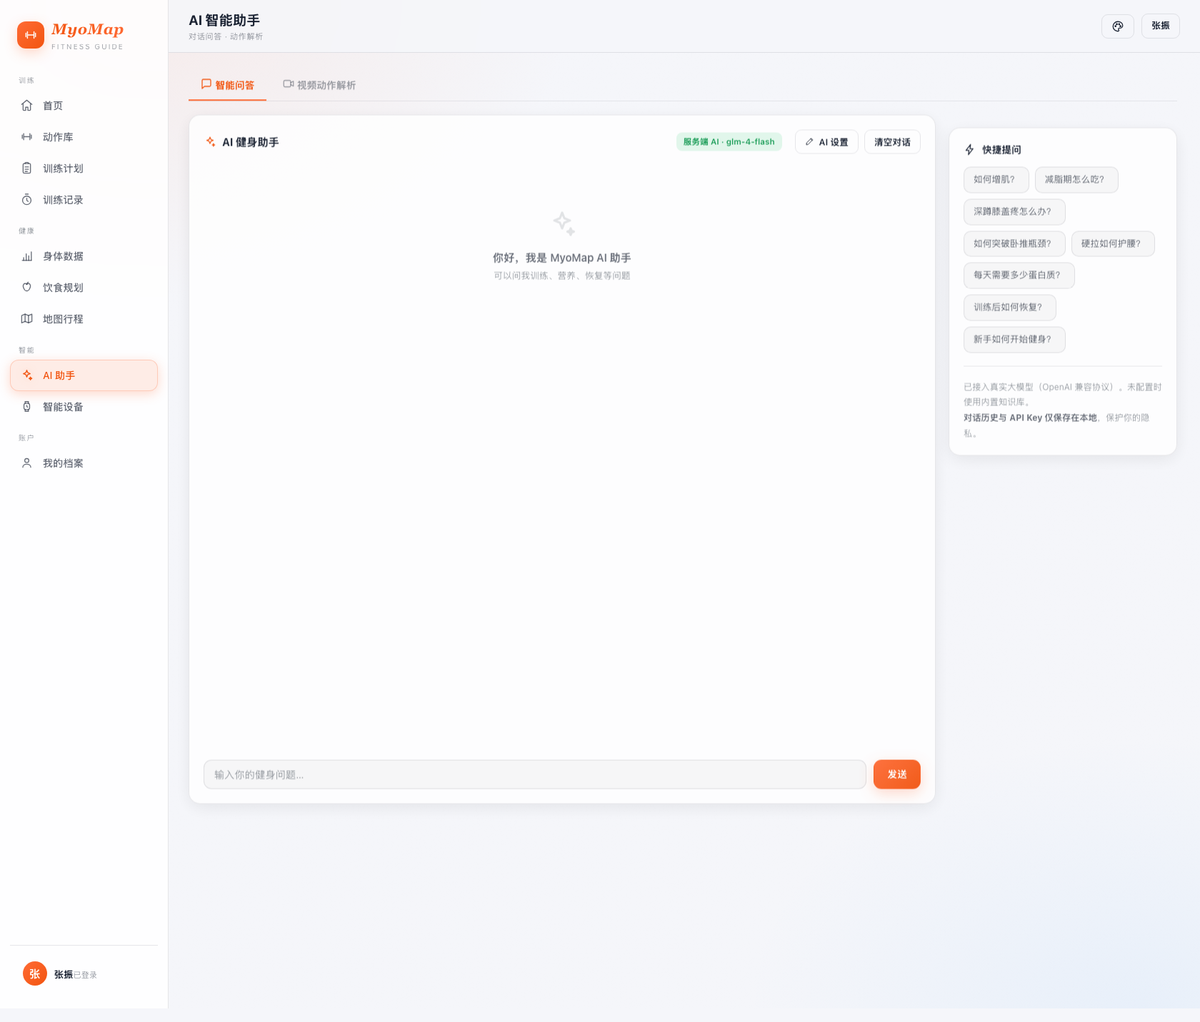 MyoMap
FITNESS GUIDE
训练
首页
动作库
训练计划
训练记录
健康
身体数据
饮食规划
地图行程
智能
AI 助手
智能设备
账户
我的档案
张
张振已登录
AI 智能助手
对话问答 · 动作解析
张振
智能问答
视频动作解析
AI 健身助手
服务端 AI · glm-4-flash
AI 设置
清空对话
你好，我是 MyoMap AI 助手
可以问我训练、营养、恢复等问题
输入你的健身问题...
发送
快捷提问
如何增肌？
减脂期怎么吃？
深蹲膝盖疼怎么办？
如何突破卧推瓶颈？
硬拉如何护腰？
每天需要多少蛋白质？
训练后如何恢复？
新手如何开始健身？
已接入真实大模型（OpenAI 兼容协议）。未配置时
使用内置知识库。
对话历史与 API Key 仅保存在本地，保护你的隐
私。